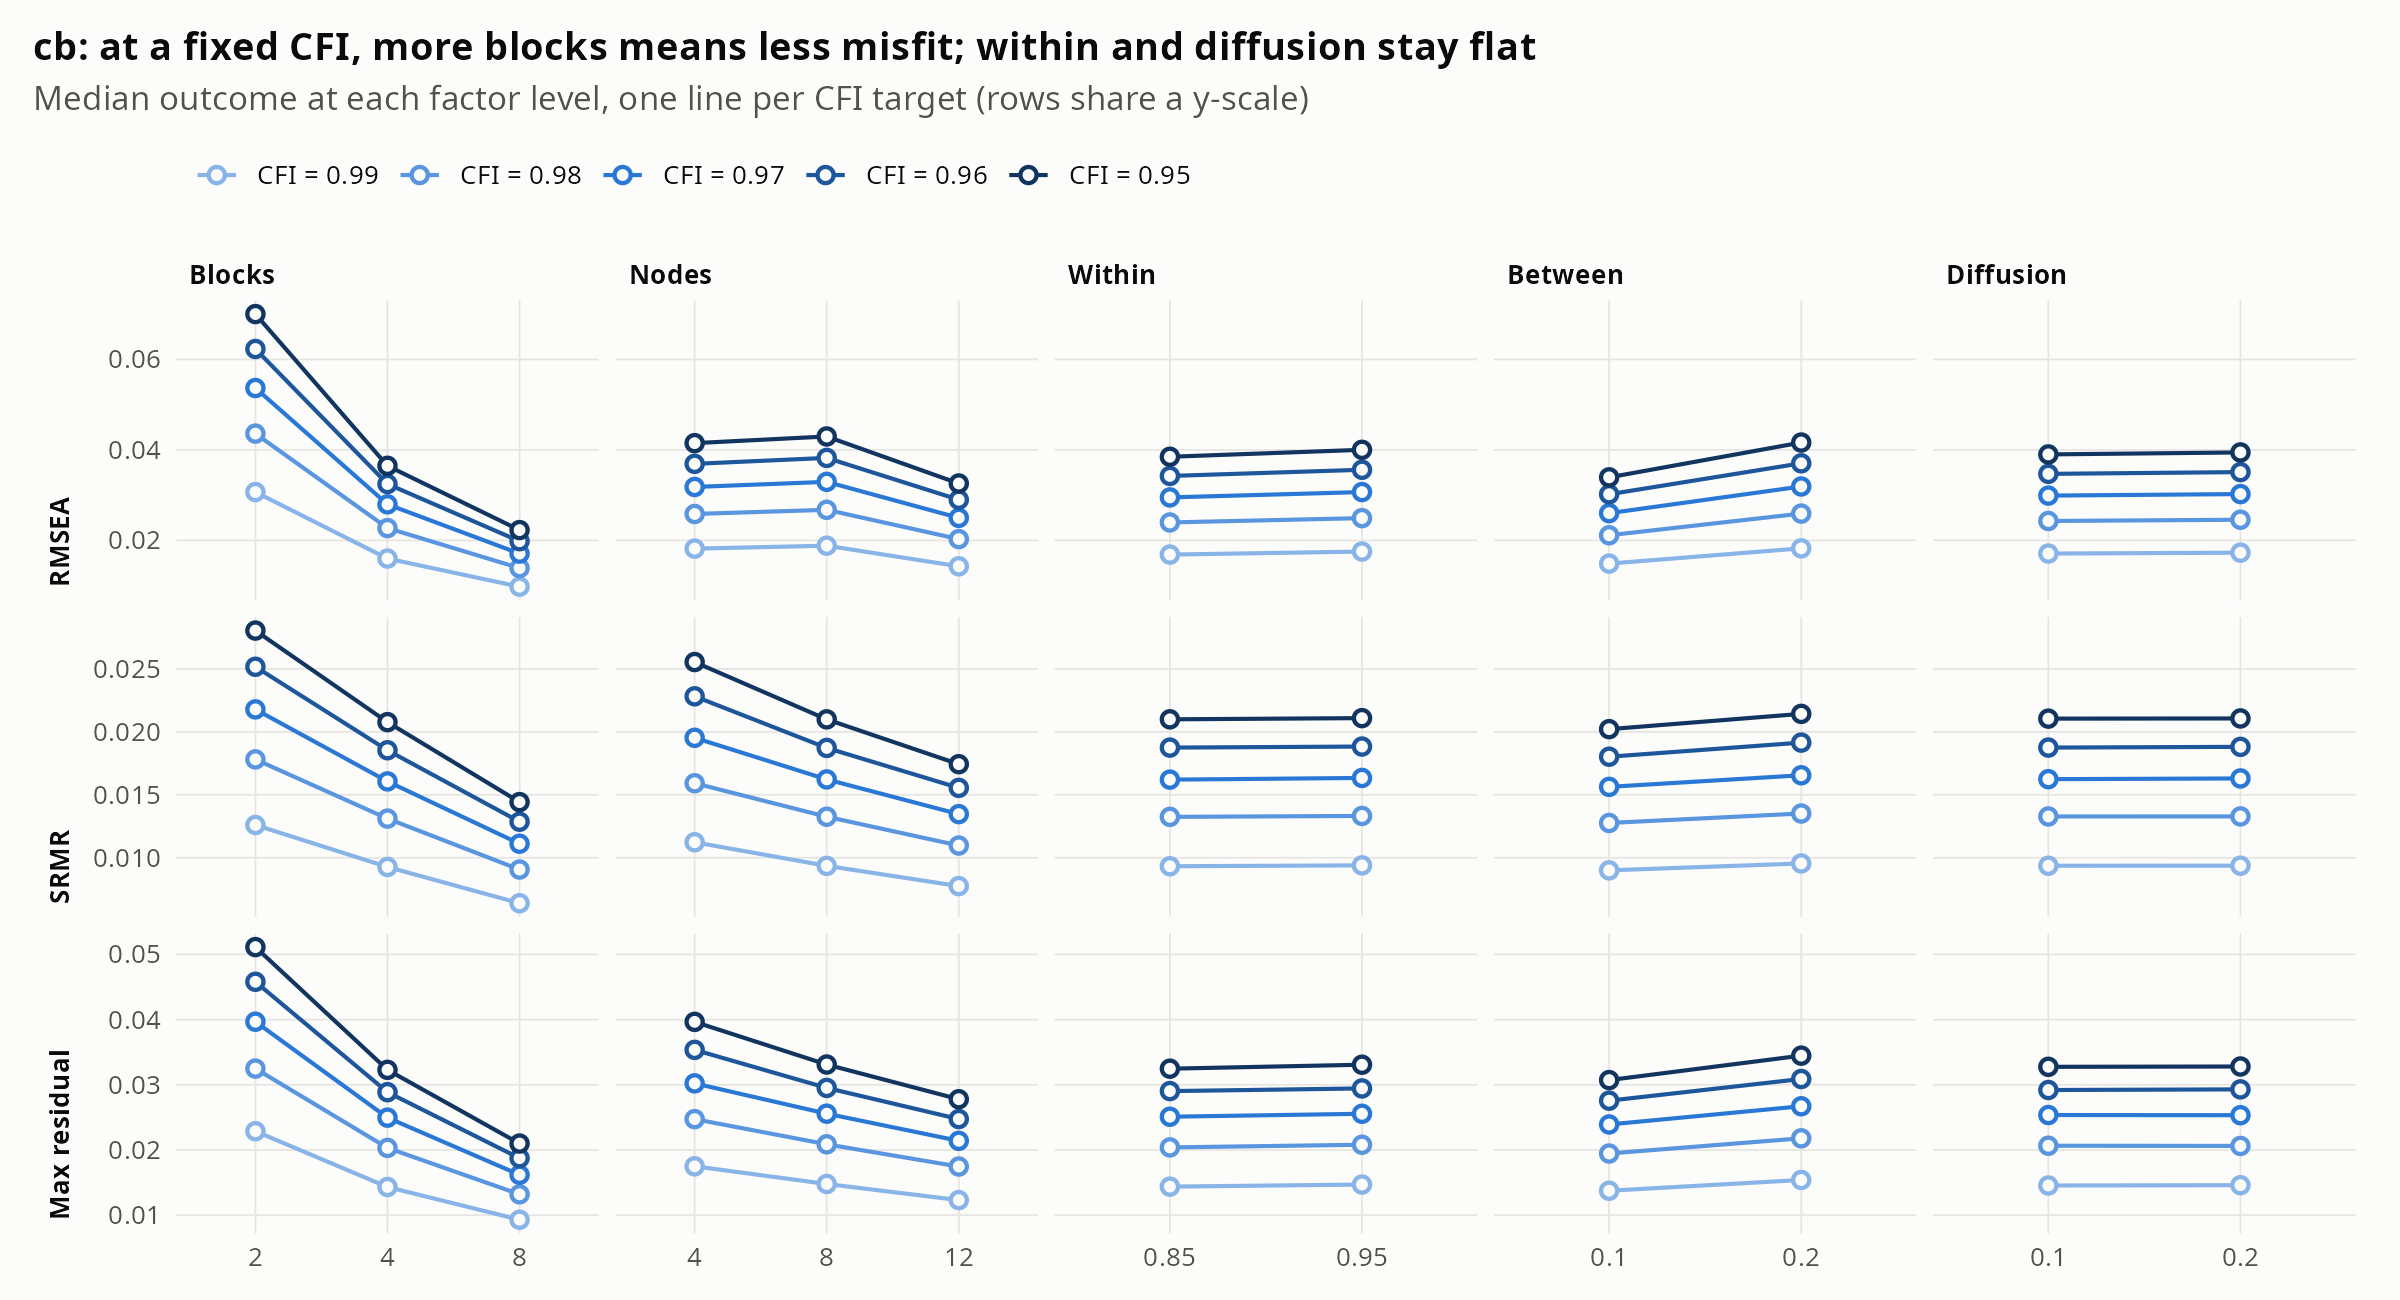 cb: at a fixed CFI, more blocks means less misfit; within and diffusion stay flat
Median outcome at each factor level, one line per CFI target (rows share a y-scale)
CFI = 0.99 CFI = 0.98 CFI = 0.97 CFI = 0.96 CFI = 0.95
Blocks Nodes Within Between Diffusion
RMSEA
0.06
0.04
0.02
SRMR
0.025
0.020
0.015
0.010
Max residual
0.05
0.04
0.03
0.02
0.01
2 4 8 4 8 12 0.85 0.95 0.1 0.2 0.1 0.2